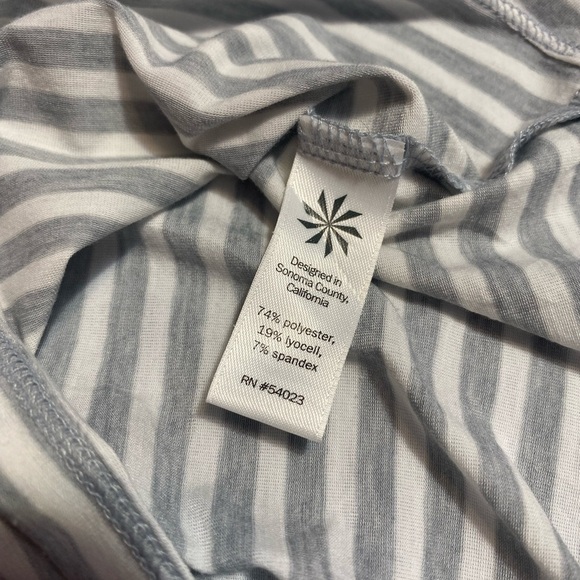 Designed in
Sonoma County,
California
74% polyester,
19% lyocell,
7% spandex
RN #54023